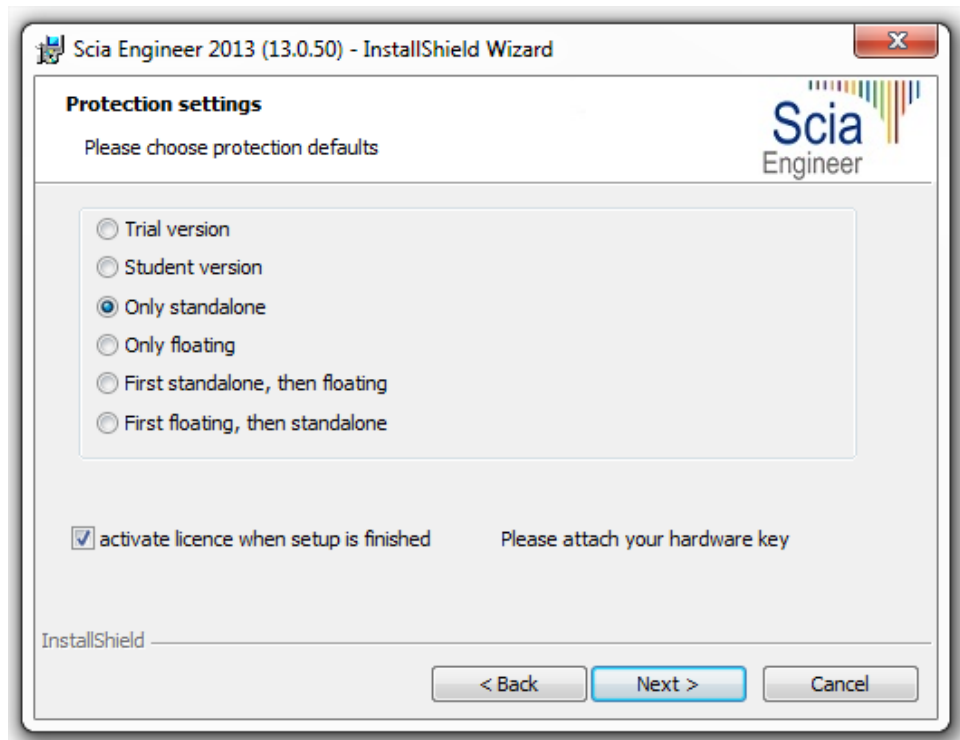 Scia Engineer 2013 (13.0.50) - InstallShield Wizard
Protection settings
Please choose protection defaults
Scia
Engineer
Trial version
Student version
Only standalone
Only floating
First standalone, then floating
First floating, then standalone
activate licence when setup is finished Please attach your hardware key
InstallShield
< Back Next > Cancel